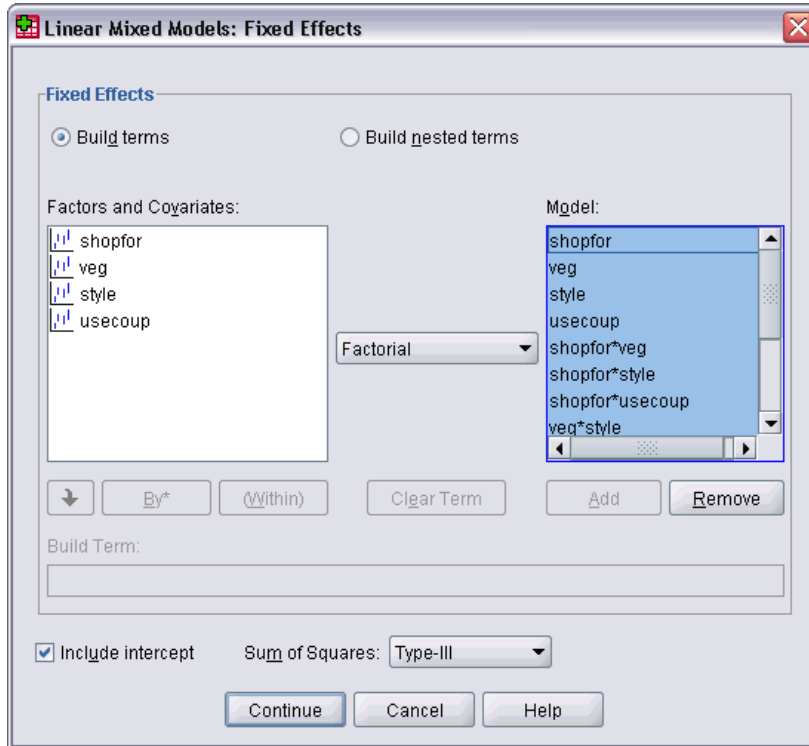 Linear Mixed Models: Fixed Effects
Fixed Effects
Build terms
Build nested terms
Factors and Covariates:
Model:
shopfor
veg
style
usecoup
Factorial
shopfor
veg
style
usecoup
shopfor*veg
shopfor*style
shopfor*usecoup
veg*style
By*
(Within)
Clear Term
Add
Remove
Build Term:
Include intercept
Sum of Squares:
Type-III
Continue
Cancel
Help